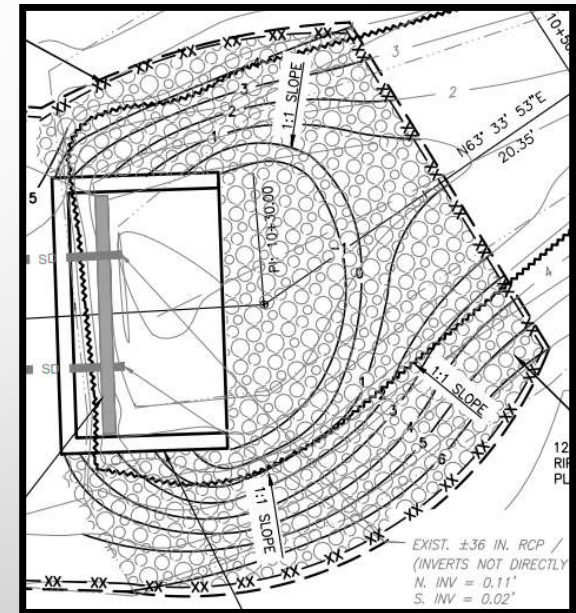 10+50
3
2
N63° 33' 53"E
20.35'
3
2
1
1:1 SLOPE
5
PI: 10+00.00
-1
0
SD
SD
4
1
2
3
4
5
6
1:1 SLOPE
1:1 SLOPE
12
RIP
PL
EXIST. ±36 IN. RCP /
(INVERTS NOT DIRECTLY
N. INV = 0.11'
S. INV = 0.02'